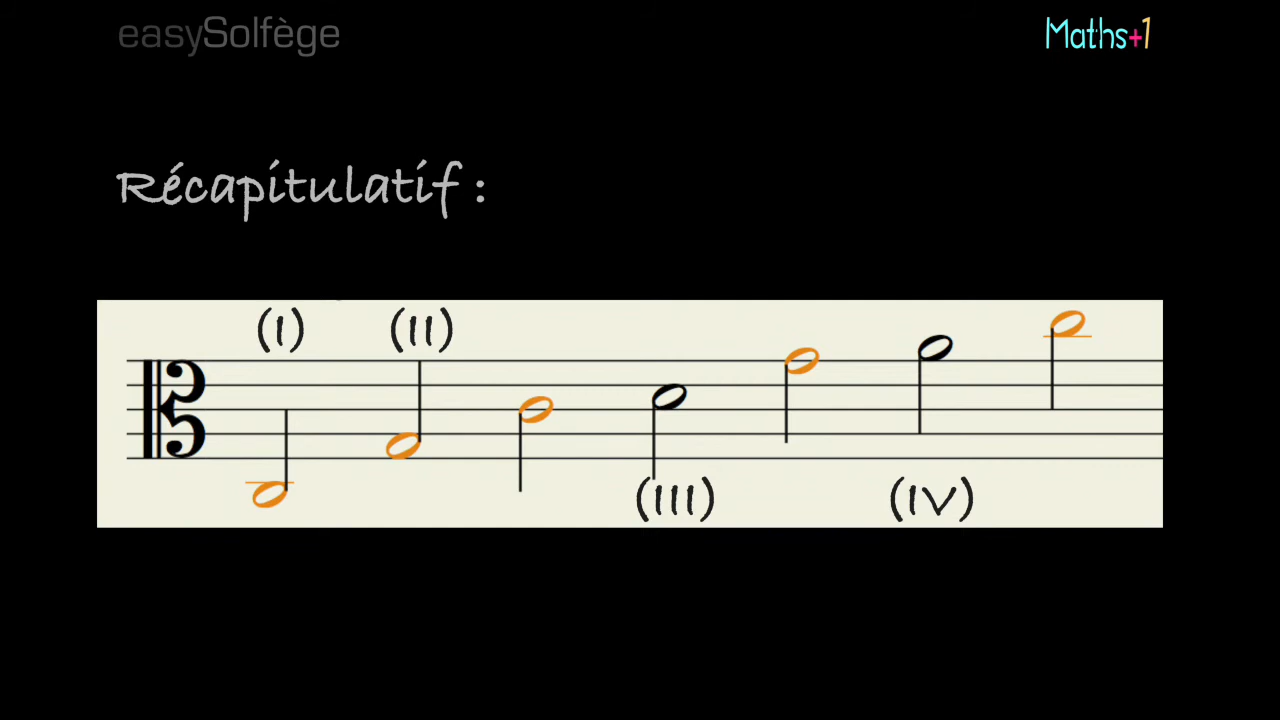 easySolfège
Maths+1
Récapitulatif :
(I) (II)
(III) (IV)